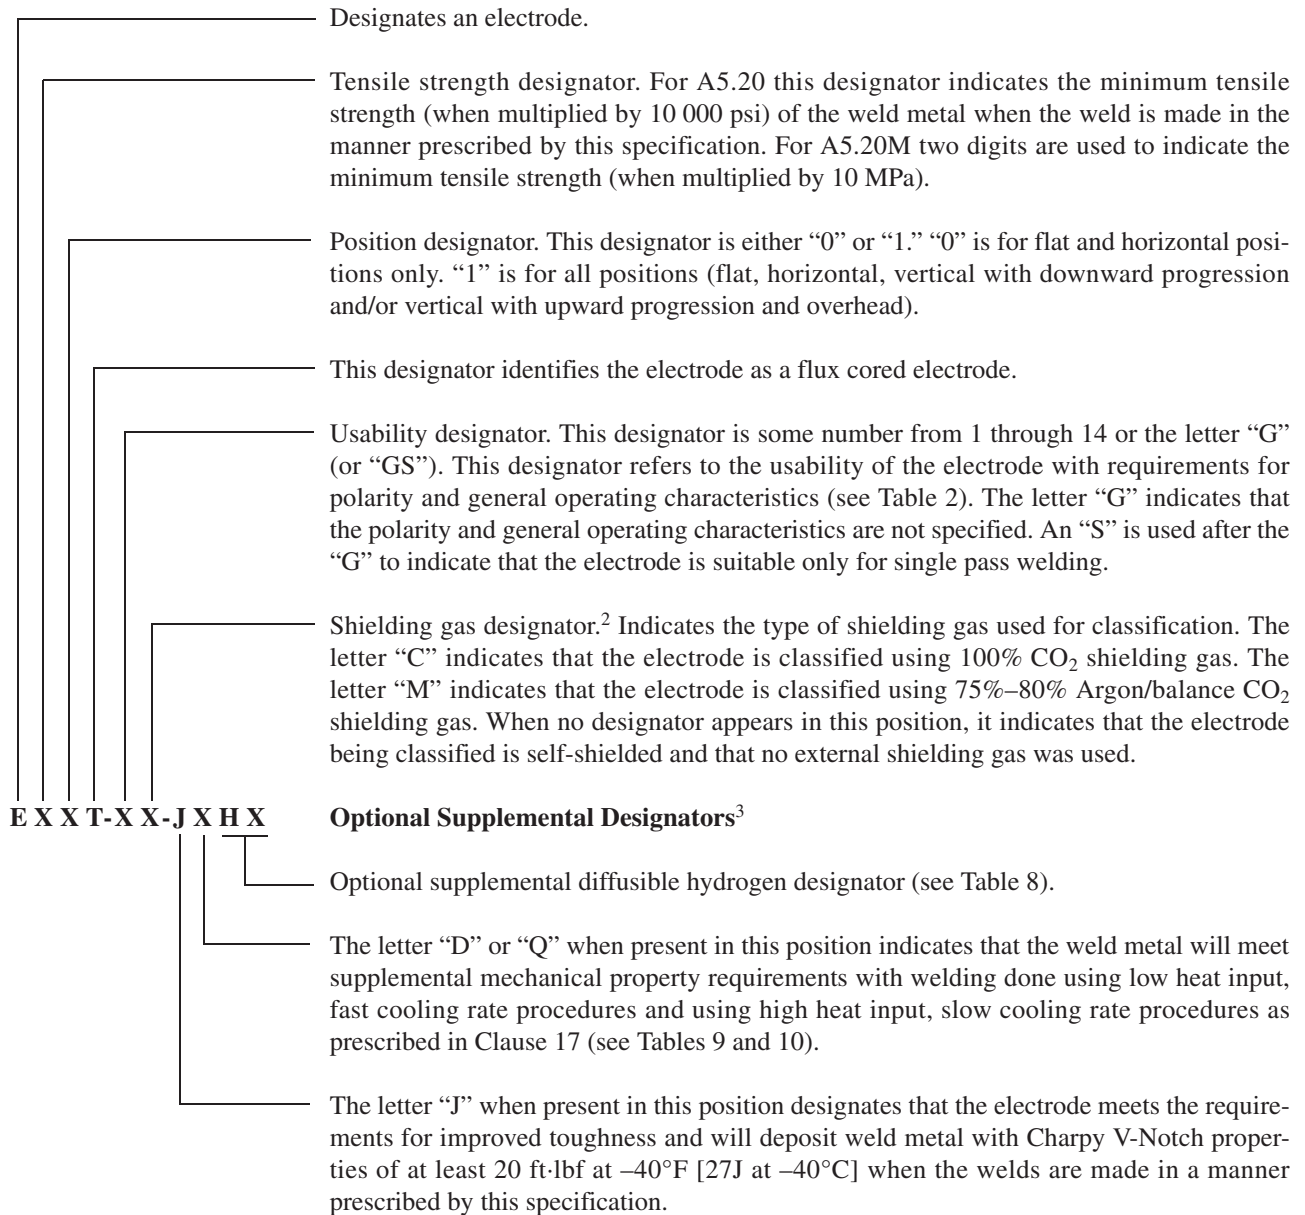 Designates an electrode.
Tensile strength designator. For A5.20 this designator indicates the minimum tensile
strength (when multiplied by 10 000 psi) of the weld metal when the weld is made in the
manner prescribed by this specification. For A5.20M two digits are used to indicate the
minimum tensile strength (when multiplied by 10 MPa).
Position designator. This designator is either “0” or “1.” “0” is for flat and horizontal posi-
tions only. “1” is for all positions (flat, horizontal, vertical with downward progression
and/or vertical with upward progression and overhead).
This designator identifies the electrode as a flux cored electrode.
Usability designator. This designator is some number from 1 through 14 or the letter “G”
(or “GS”). This designator refers to the usability of the electrode with requirements for
polarity and general operating characteristics (see Table 2). The letter “G” indicates that
the polarity and general operating characteristics are not specified. An “S” is used after the
“G” to indicate that the electrode is suitable only for single pass welding.
Shielding gas designator.² Indicates the type of shielding gas used for classification. The
letter “C” indicates that the electrode is classified using 100% CO₂ shielding gas. The
letter “M” indicates that the electrode is classified using 75%–80% Argon/balance CO₂
shielding gas. When no designator appears in this position, it indicates that the electrode
being classified is self-shielded and that no external shielding gas was used.
E X X T-X X-J X H X Optional Supplemental Designators³
Optional supplemental diffusible hydrogen designator (see Table 8).
The letter “D” or “Q” when present in this position indicates that the weld metal will meet
supplemental mechanical property requirements with welding done using low heat input,
fast cooling rate procedures and using high heat input, slow cooling rate procedures as
prescribed in Clause 17 (see Tables 9 and 10).
The letter “J” when present in this position designates that the electrode meets the require-
ments for improved toughness and will deposit weld metal with Charpy V-Notch proper-
ties of at least 20 ft·lbf at –40°F [27J at –40°C] when the welds are made in a manner
prescribed by this specification.